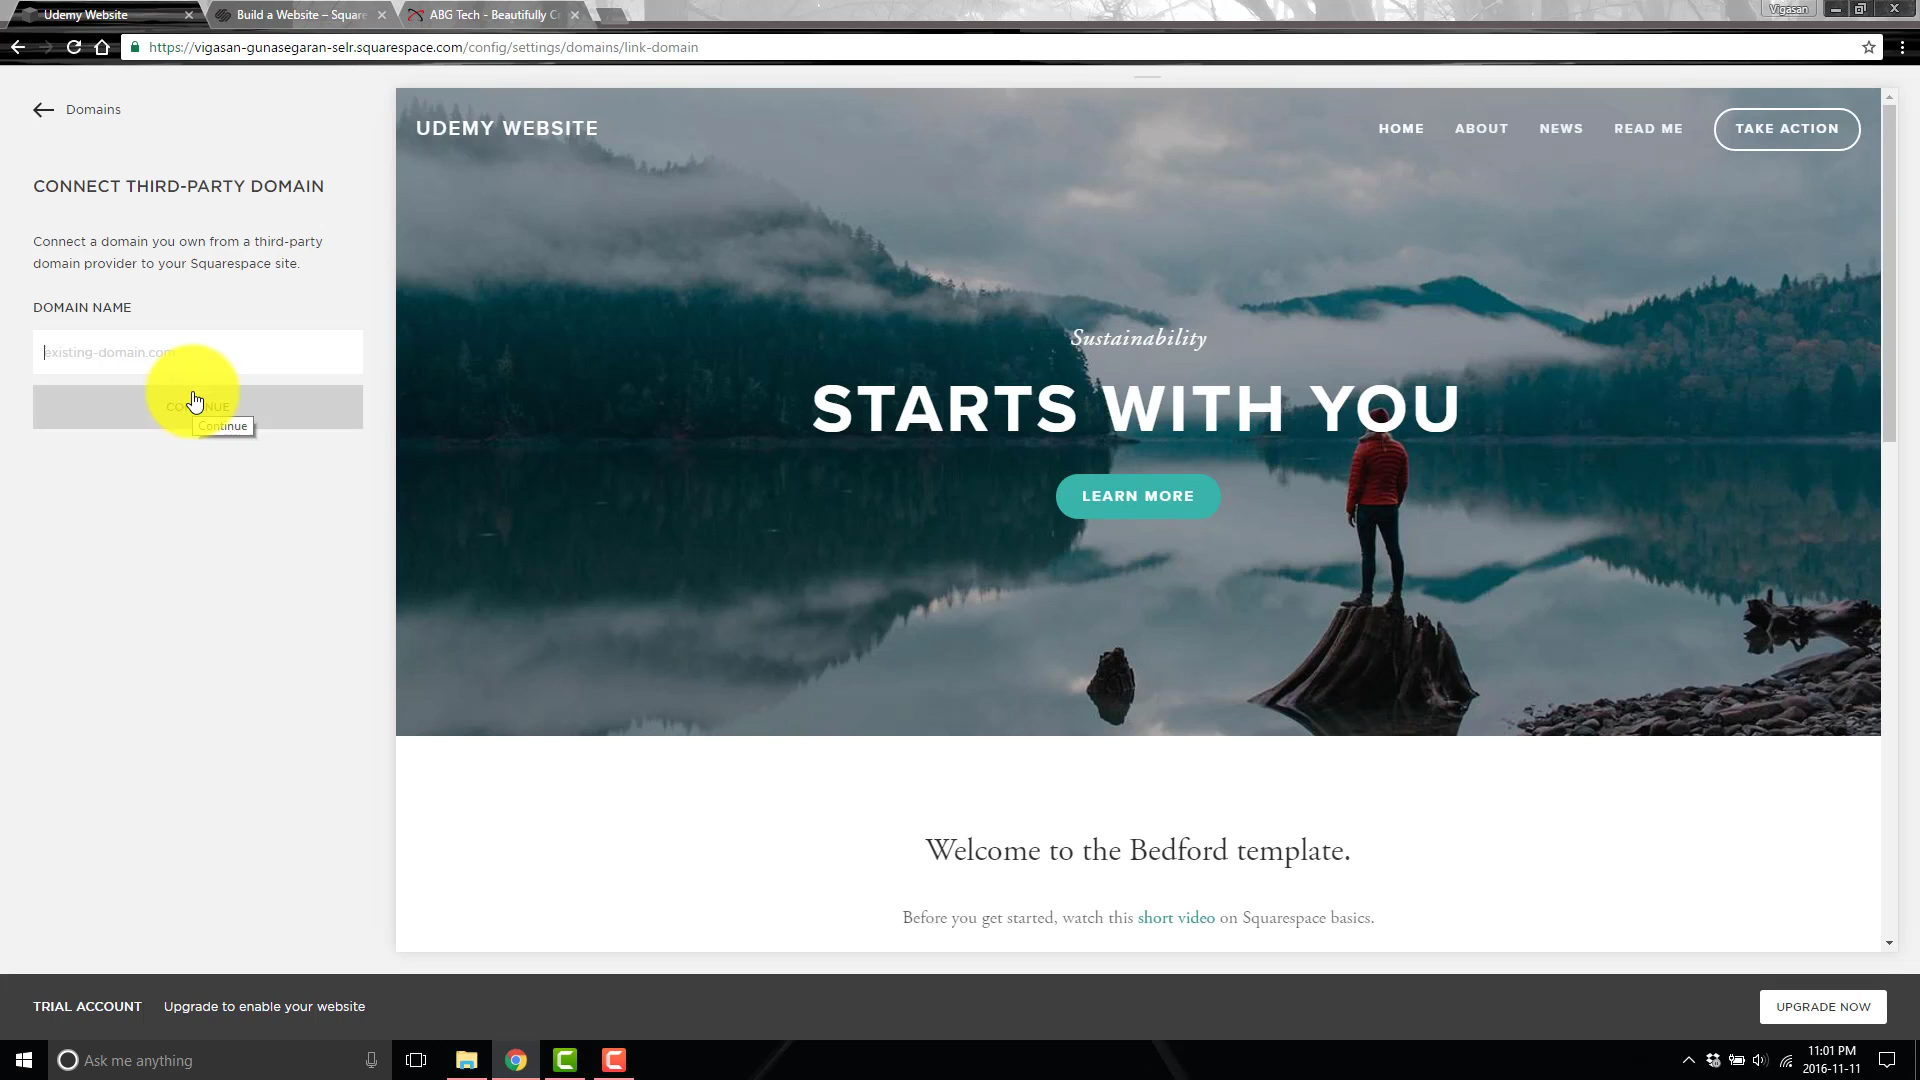 Udemy Website
Build a Website – Square
ABG Tech - Beautifully C
Vigasan
https://vigasan-gunasegaran-selr.squarespace.com/config/settings/domains/link-domain
Domains
CONNECT THIRD-PARTY DOMAIN
Connect a domain you own from a third-party
domain provider to your Squarespace site.
DOMAIN NAME
existing-domain.com
CONTINUE
Continue
UDEMY WEBSITE
HOME
ABOUT
NEWS
READ ME
TAKE ACTION
Sustainability
STARTS WITH YOU
LEARN MORE
Welcome to the Bedford template.
Before you get started, watch this short video on Squarespace basics.
TRIAL ACCOUNT
Upgrade to enable your website
UPGRADE NOW
Ask me anything
11:01 PM
2016-11-11